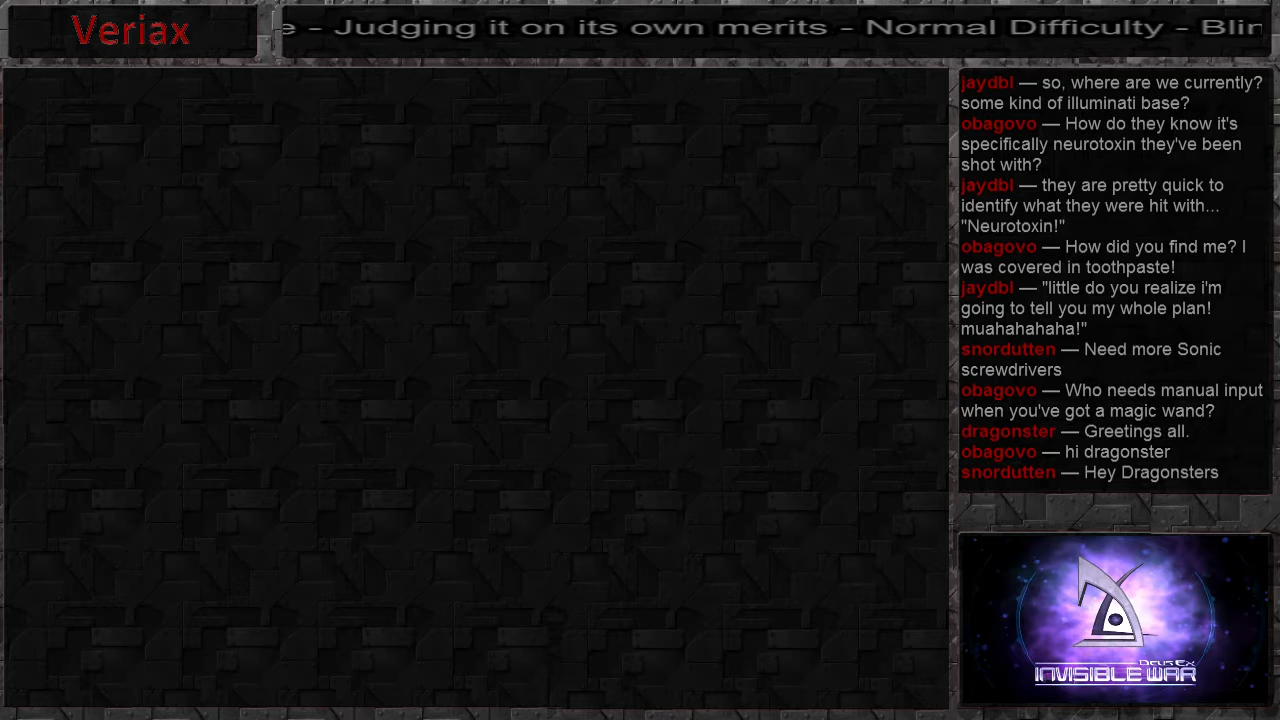 Veriax
e - Judging it on its own merits - Normal Difficulty - Blin
jaydbl — so, where are we currently?
some kind of illuminati base?
obagovo — How do they know it's
specifically neurotoxin they've been
shot with?
jaydbl — they are pretty quick to
identify what they were hit with...
"Neurotoxin!"
obagovo — How did you find me? I
was covered in toothpaste!
jaydbl — "little do you realize i'm
going to tell you my whole plan!
muahahahaha!"
snordutten — Need more Sonic
screwdrivers
obagovo — Who needs manual input
when you've got a magic wand?
dragonster — Greetings all.
obagovo — hi dragonster
snordutten — Hey Dragonsters
Deus Ex
INVISIBLE WAR